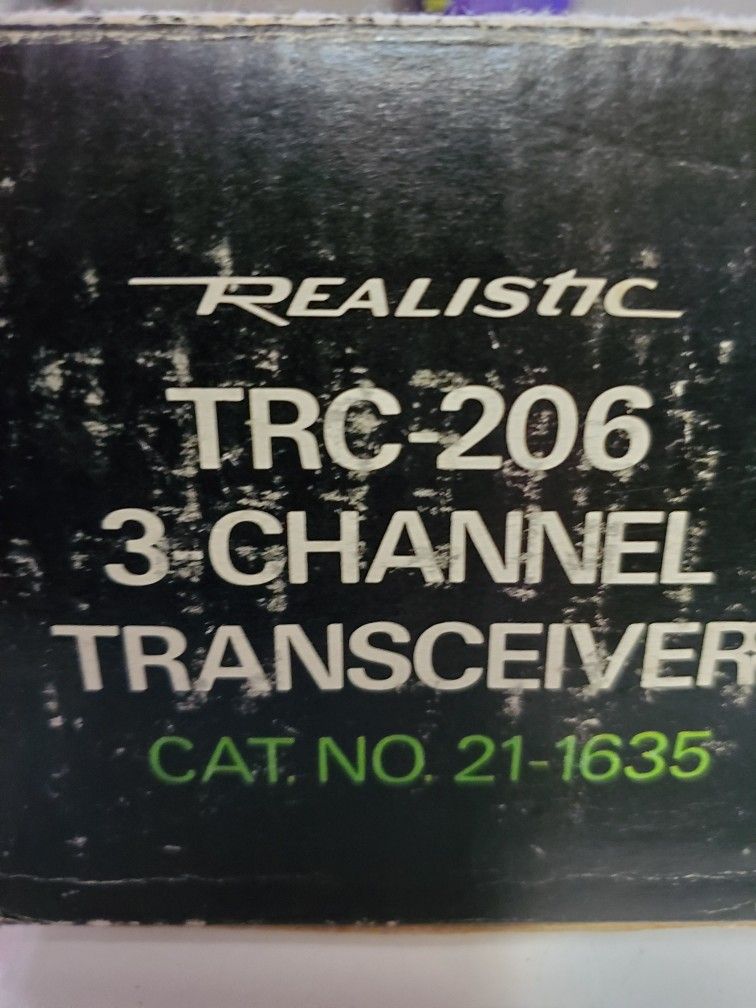 REALISTIC
TRC-206
3-CHANNEL
TRANSCEIVER
CAT. NO. 21-1635